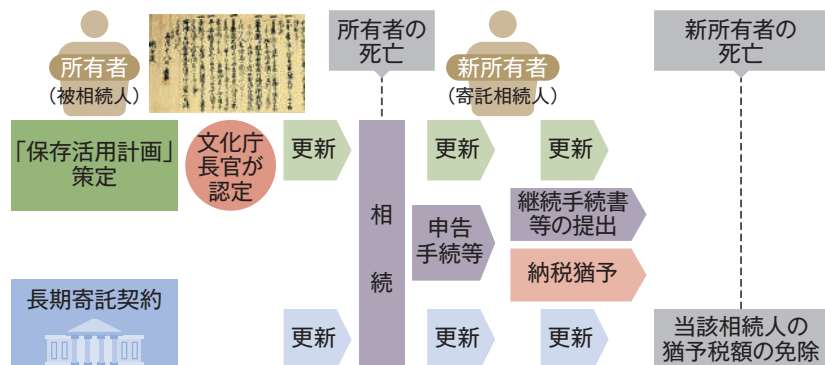 所有者の
死亡
新所有者の
死亡
所有者
(被相続人)
新所有者
(寄託相続人)
「保存活用計画」
策定
文化庁
長官が
認定
更新
更新
更新
相続
申告
手続等
継続手続書
等の提出
納税猶予
長期寄託契約
更新
更新
更新
当該相続人の
猶予税額の免除